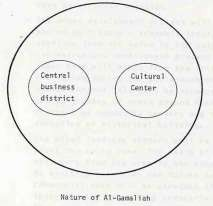 Central
business
district
Cultural
Center
Nature of Al-Gamaliah